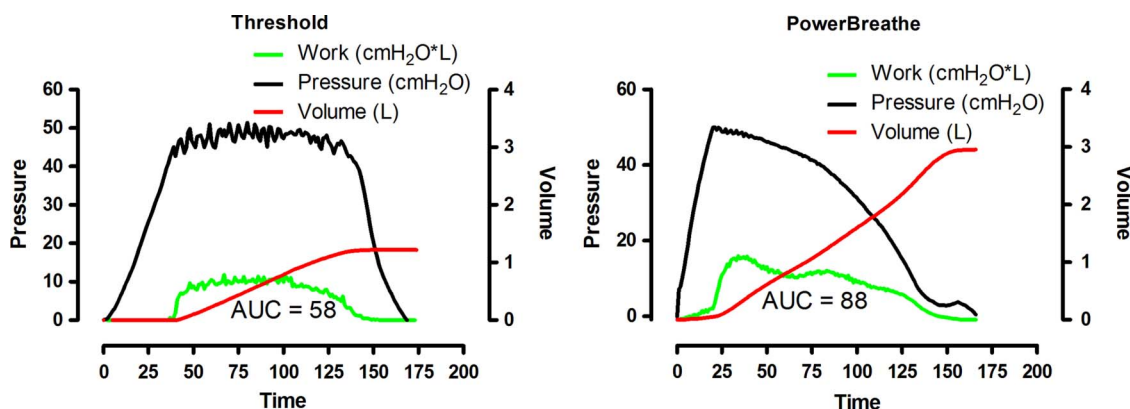 Threshold
Work (cmH₂O*L)
Pressure (cmH₂O)
Volume (L)
60
50
40
30
20
10
0
Pressure
4
3
2
1
0
Volume
AUC = 58
0 25 50 75 100 125 150 175 200
Time
PowerBreathe
Work (cmH₂O*L)
Pressure (cmH₂O)
Volume (L)
60
40
20
0
Pressure
4
3
2
1
0
Volume
AUC = 88
0 25 50 75 100 125 150 175 200
Time